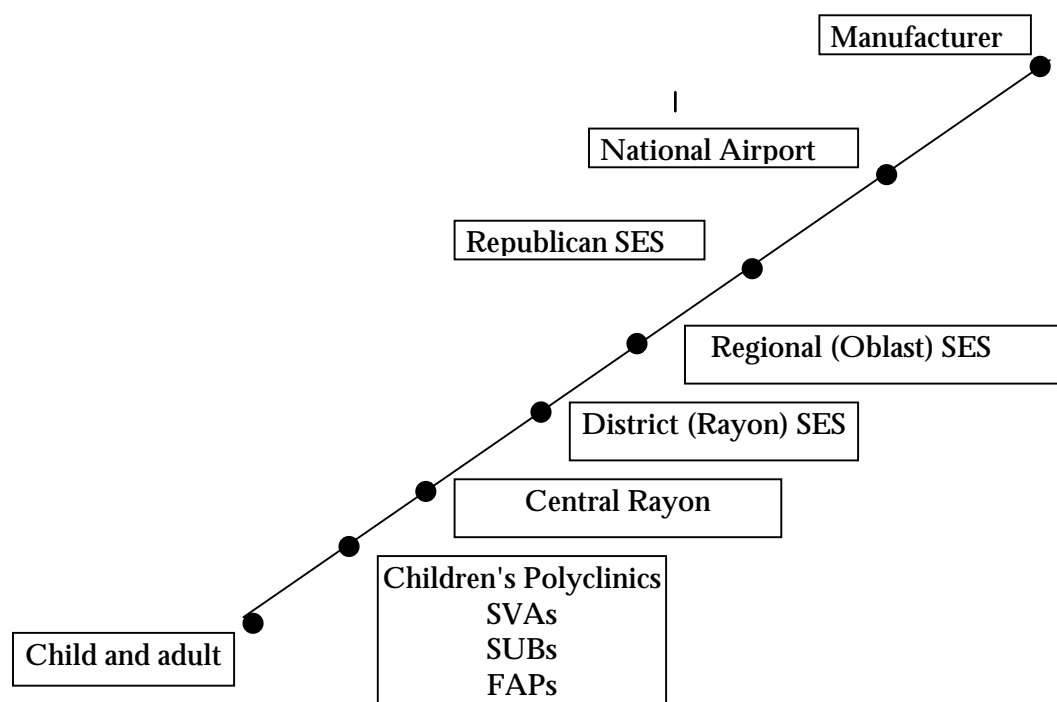 Manufacturer
National Airport
Republican SES
Regional (Oblast) SES
District (Rayon) SES
Central Rayon
Children's Polyclinics
SVAs
SUBs
FAPs
Child and adult